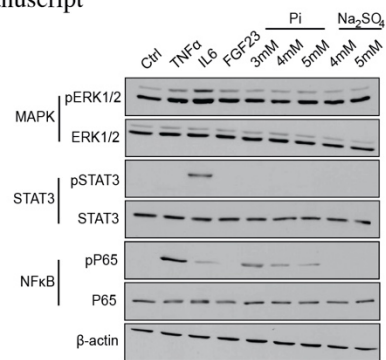 nuscript
Pi Na₂SO₄
Ctrl TNFα IL6 FGF23 3mM 4mM 5mM 4mM 5mM
MAPK
pERK1/2
ERK1/2
STAT3
pSTAT3
STAT3
NFκB
pP65
P65
β-actin